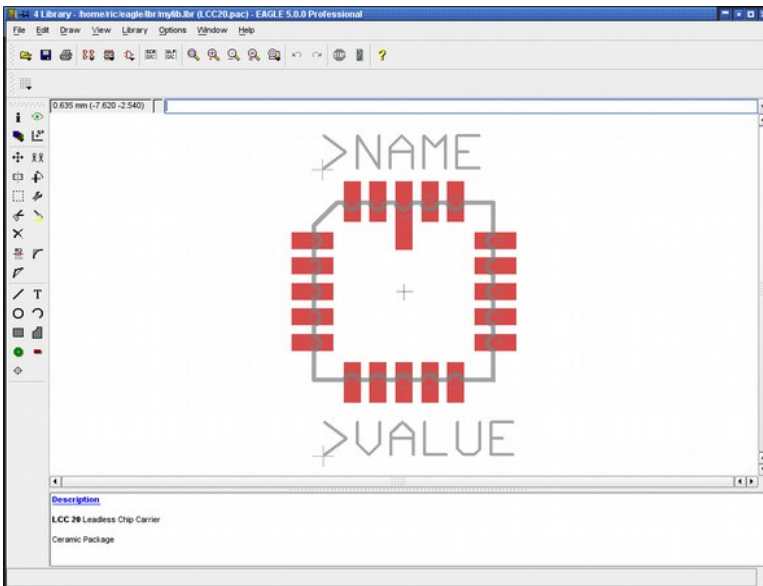 4 Library - /home/ric/eagle/lbr/mylib.lbr (LCC20.pac) - EAGLE 5.0.0 Professional
File Edit Draw View Library Options Window Help
0.635 mm (-7.620 -2.540)
>NAME
>VALUE
Description
LCC 20 Leadless Chip Carrier
Ceramic Package